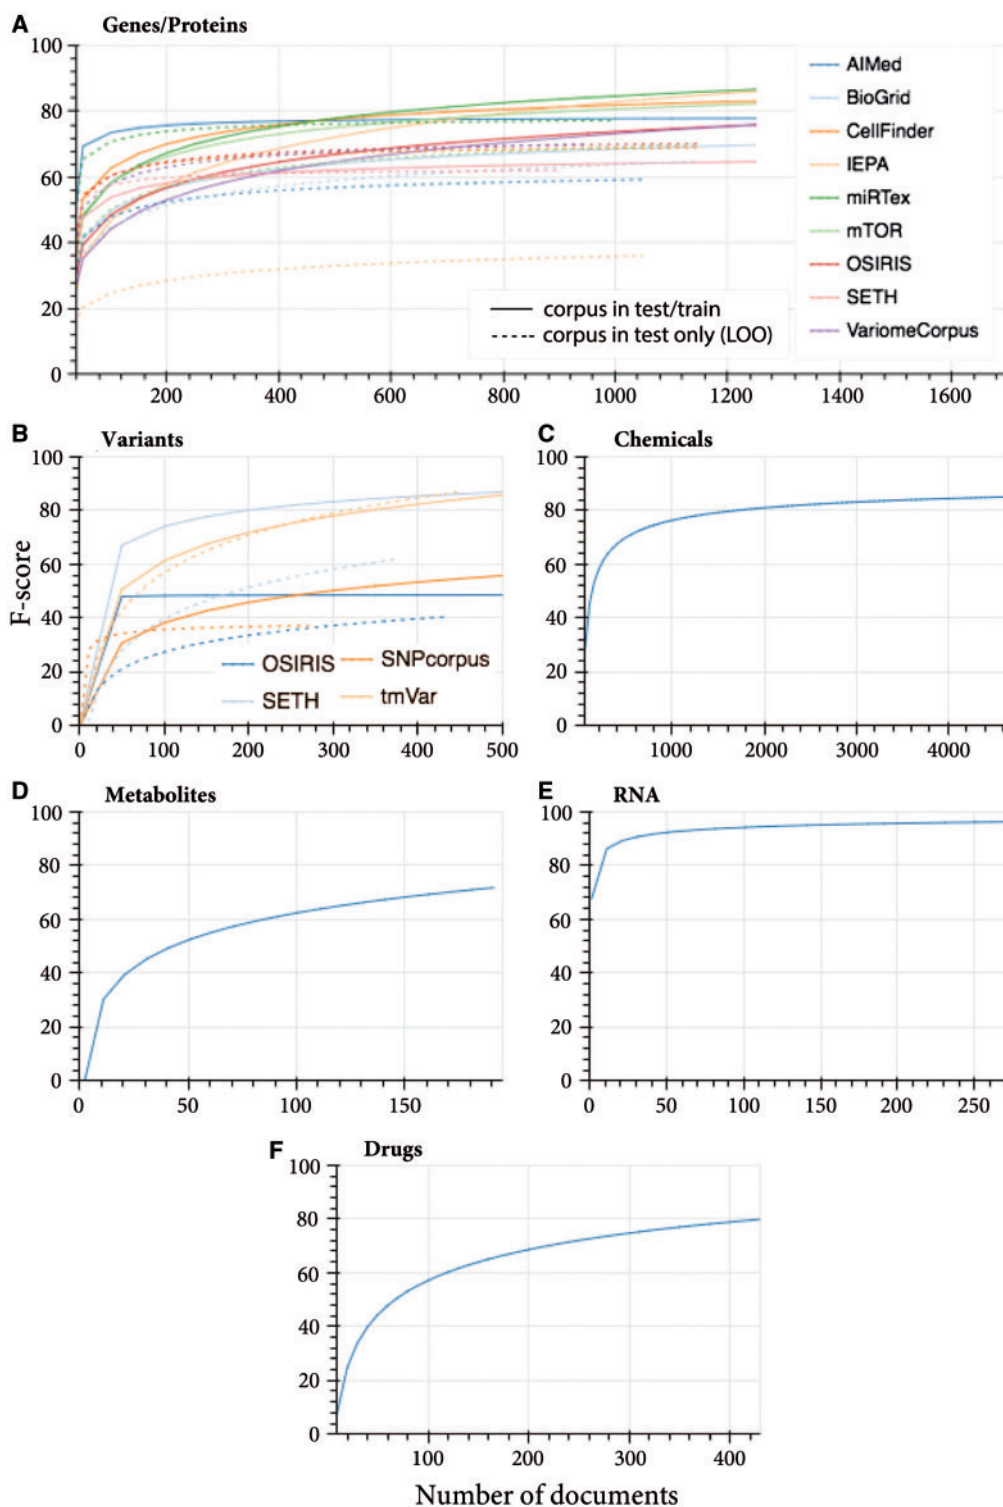 A Genes/Proteins
100
80
60
40
20
0
200 400 600 800 1000 1200 1400 1600
AIMed
BioGrid
CellFinder
IEPA
miRTex
mTOR
OSIRIS
SETH
VariomeCorpus
corpus in test/train
corpus in test only (LOO)
B Variants
100
80
60
40
20
0
0 100 200 300 400 500
OSIRIS SNPcorpus
SETH tmVar
F-score
C Chemicals
100
80
60
40
20
0
1000 2000 3000 4000
D Metabolites
100
80
60
40
20
0
0 50 100 150
E RNA
100
80
60
40
20
0
0 50 100 150 200 250
F Drugs
100
80
60
40
20
0
100 200 300 400
Number of documents